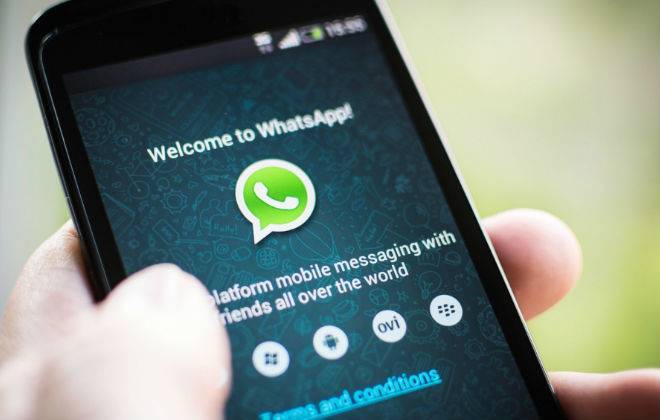 Welcome to WhatsApp!
platform mobile messaging with
friends all over the world
ovi
Terms and conditions